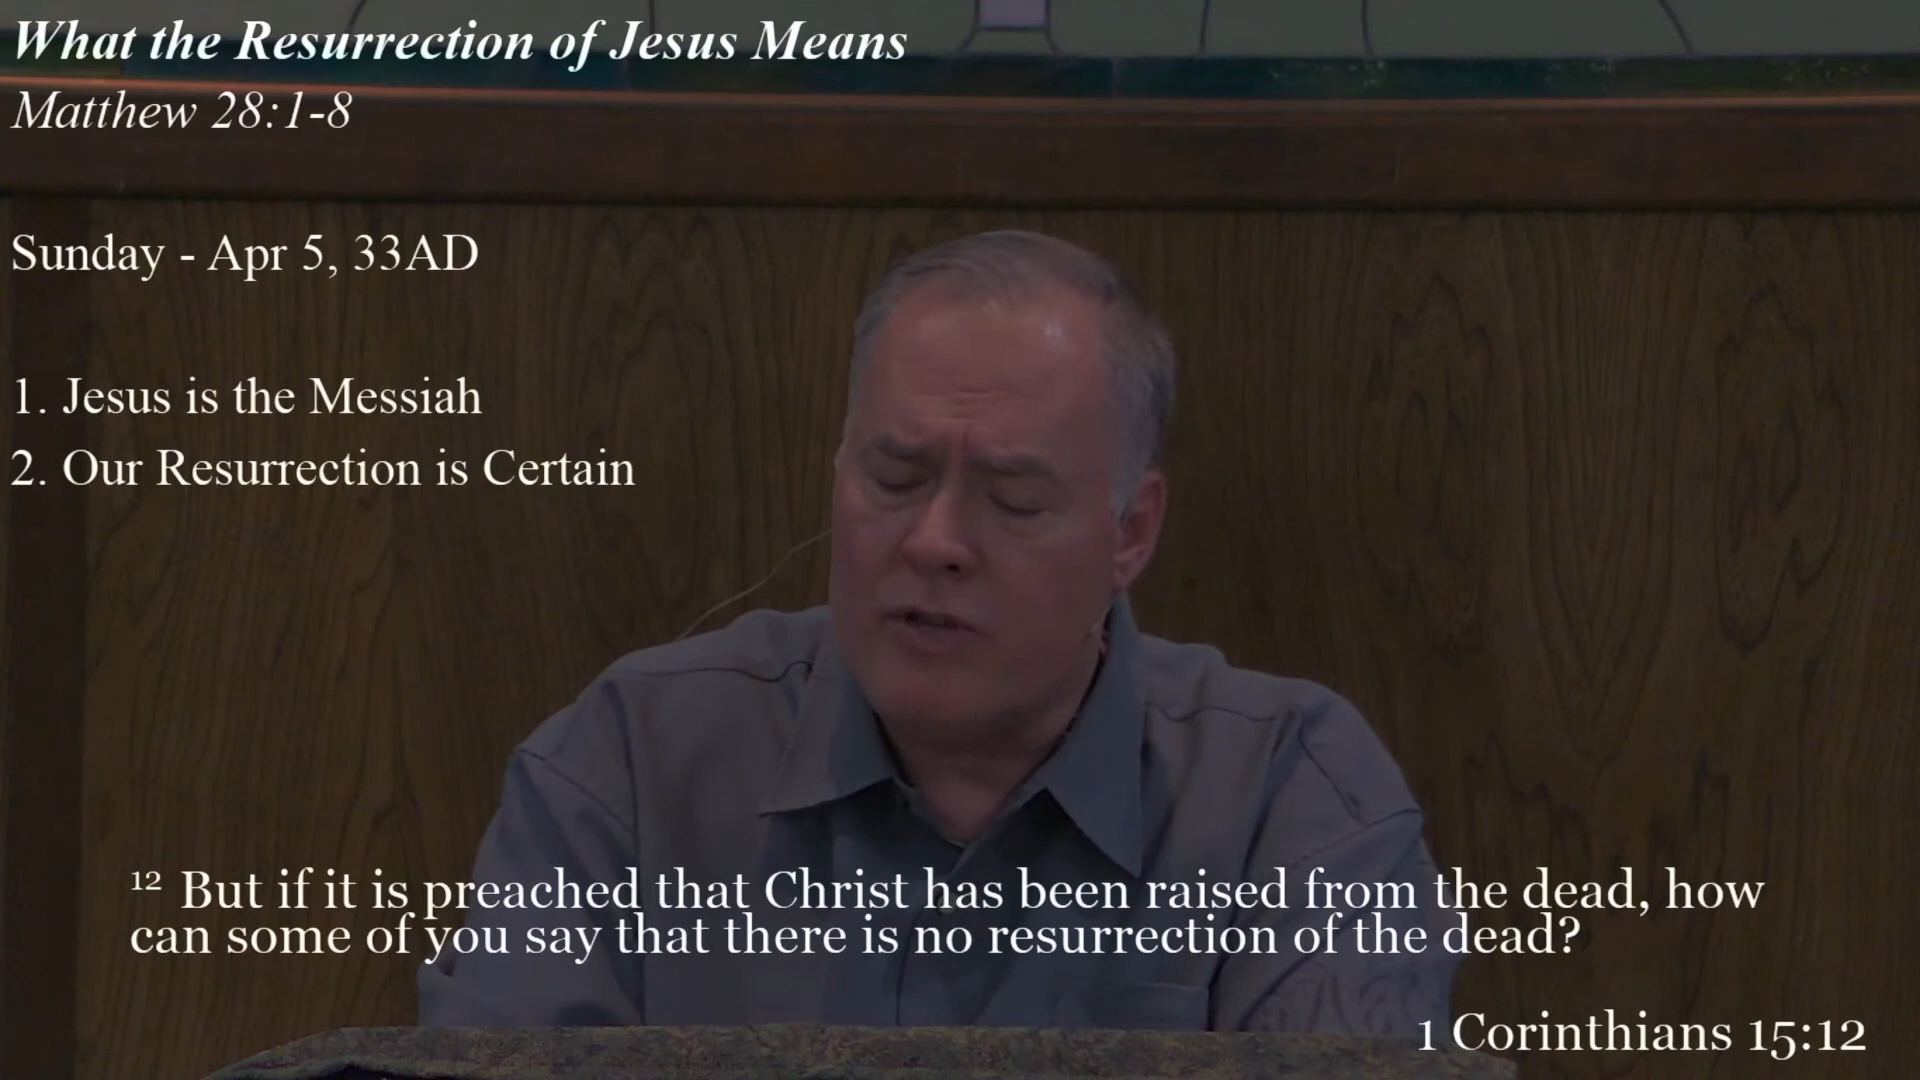 What the Resurrection of Jesus Means
Matthew 28:1-8
Sunday - Apr 5, 33AD
1. Jesus is the Messiah
2. Our Resurrection is Certain
12 But if it is preached that Christ has been raised from the dead, how
can some of you say that there is no resurrection of the dead?
1 Corinthians 15:12